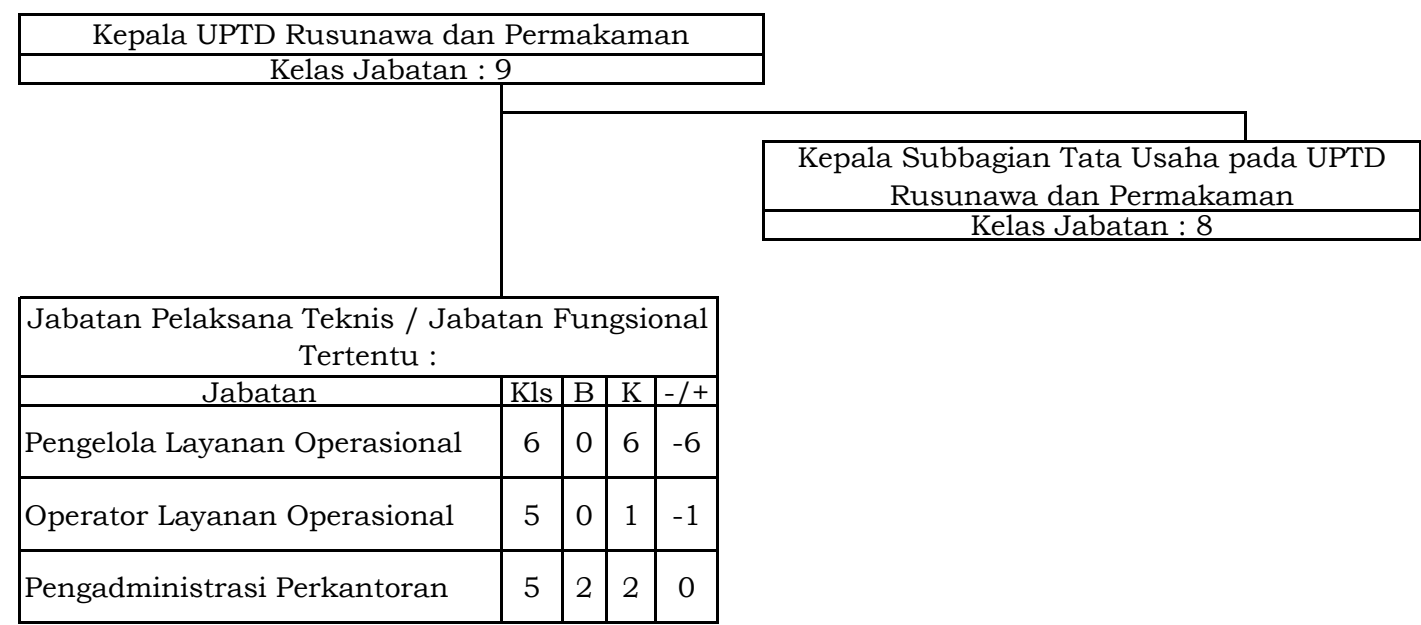 Kepala UPTD Rusunawa dan Permakaman
Kelas Jabatan : 9
Kepala Subbagian Tata Usaha pada UPTD
Rusunawa dan Permakaman
Kelas Jabatan : 8
Jabatan Pelaksana Teknis / Jabatan Fungsional
Tertentu :
Jabatan Kls B K -/+
Pengelola Layanan Operasional 6 0 6 -6
Operator Layanan Operasional 5 0 1 -1
Pengadministrasi Perkantoran 5 2 2 0